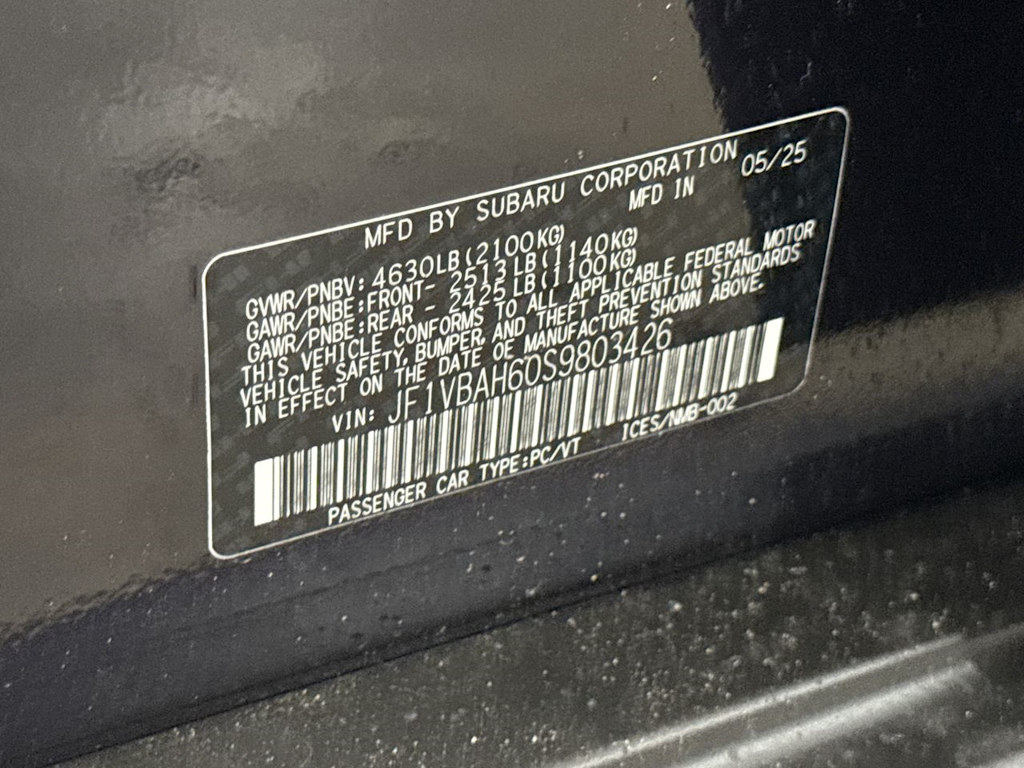 MFD BY SUBARU CORPORATION 05/25
MFD IN
GVWR/PNBV: 4630LB(2100KG)
GAWR/PNBE:FRONT- 2513LB(1140KG)
GAWR/PNBE:REAR - 2425LB(1100KG)
THIS VEHICLE CONFORMS TO ALL APPLICABLE FEDERAL MOTOR
VEHICLE SAFETY, BUMPER, AND THEFT PREVENTION STANDARDS
IN EFFECT ON THE DATE OF MANUFACTURE SHOWN ABOVE.
VIN: JF1VBAH60S9803426
PASSENGER CAR TYPE:PC/VT ICES/NMB-002